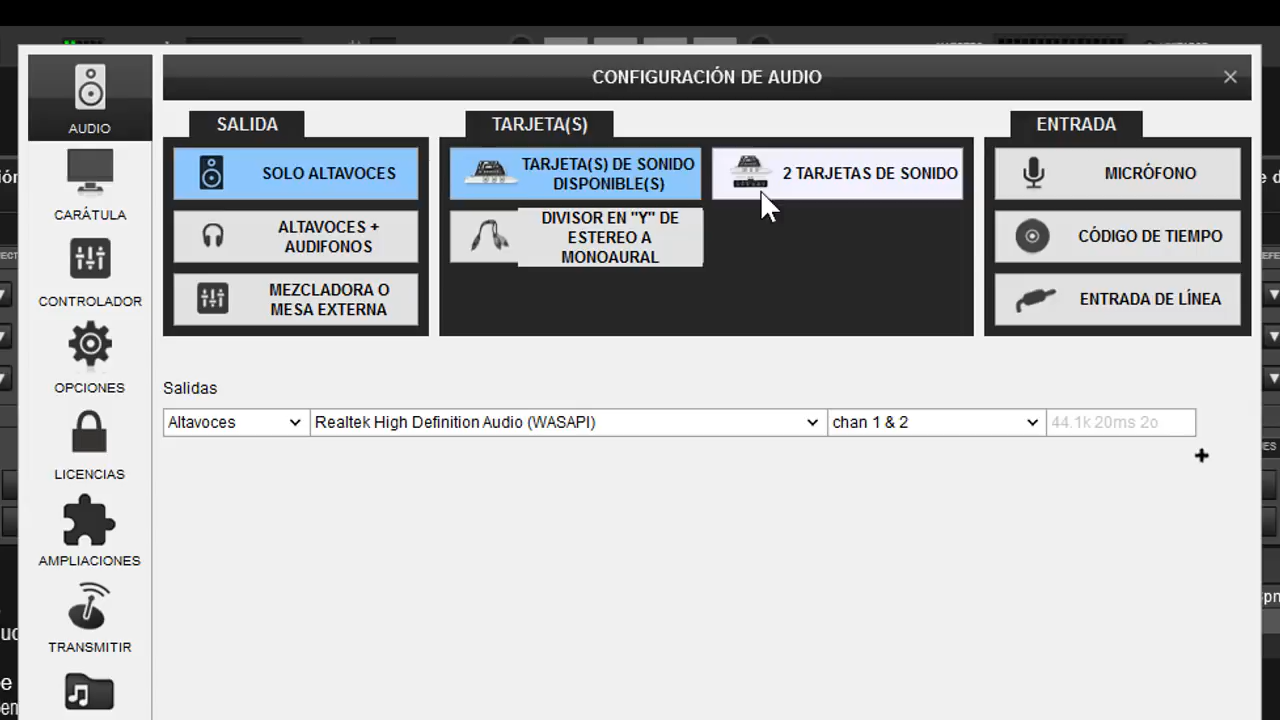 CONFIGURACIÓN DE AUDIO
AUDIO
CARÁTULA
CONTROLADOR
OPCIONES
LICENCIAS
AMPLIACIONES
TRANSMITIR
SALIDA
SOLO ALTAVOCES
ALTAVOCES +
AUDIFONOS
MEZCLADORA O
MESA EXTERNA
TARJETA(S)
TARJETA(S) DE SONIDO
DISPONIBLE(S)
2 TARJETAS DE SONIDO
DIVISOR EN "Y" DE
ESTEREO A
MONOAURAL
ENTRADA
MICRÓFONO
CÓDIGO DE TIEMPO
ENTRADA DE LÍNEA
Salidas
Altavoces
Realtek High Definition Audio (WASAPI)
chan 1 & 2
44.1k 20ms 2o